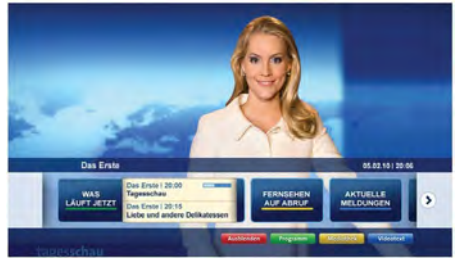 Das Erste
05.02.10 | 20:06
WAS
LÄUFT JETZT
Das Erste | 20:00
Tagesschau
Das Erste | 20:15
Liebe und andere Delikatessen
FERNSEHEN
AUF ABRUF
AKTUELLE
MELDUNGEN
Ausblenden
Programm
Mediathek
Videotext
tagesschau